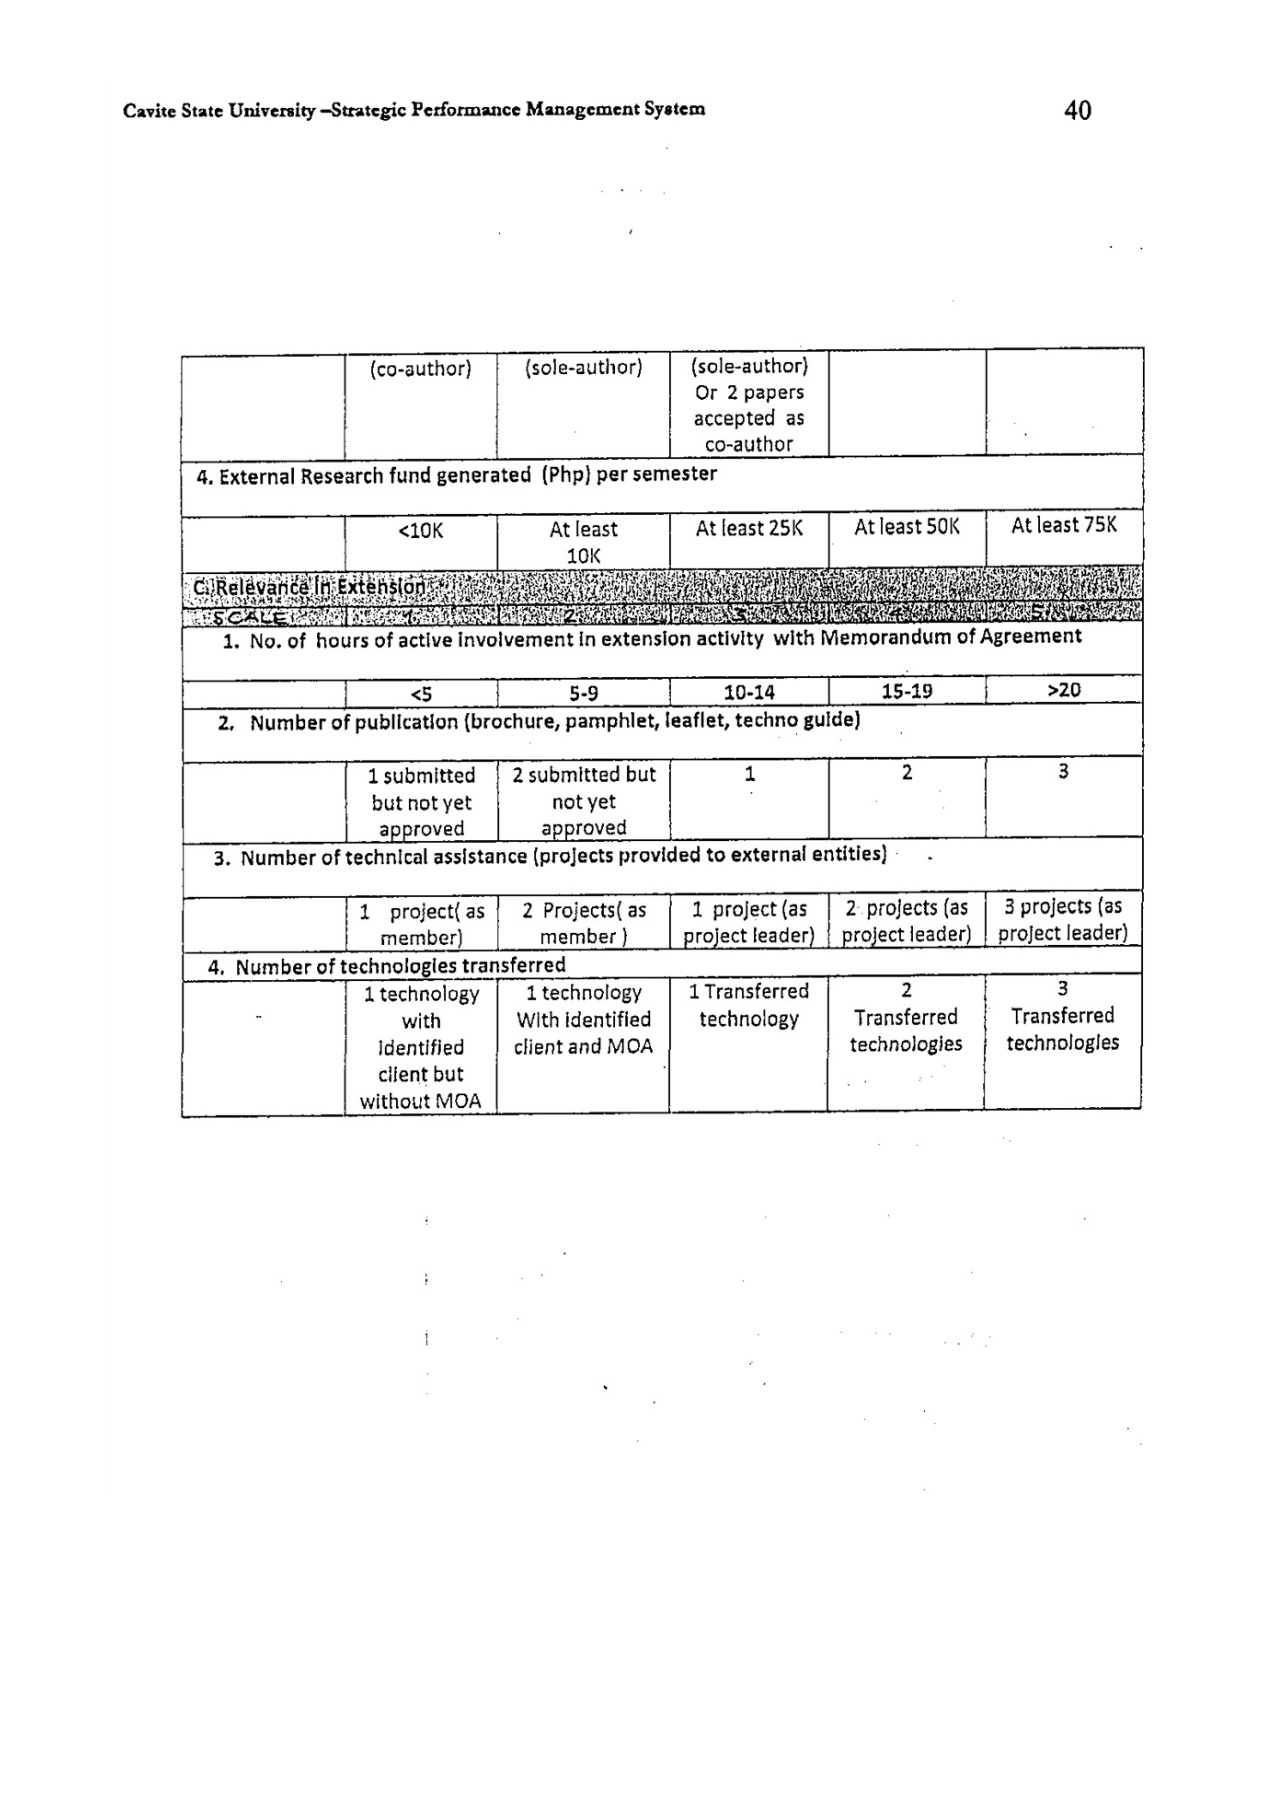 Cavite State University –Strategic Performance Management System 40
(co-author) (sole-author) (sole-author)
Or 2 papers
accepted as
co-author
4. External Research fund generated (Php) per semester
<10K At least At least 25K At least 50K At least 75K
10K
C. Relevance in Extension
SCALE 1 2 3 4 5
1. No. of hours of active involvement in extension activity with Memorandum of Agreement
<5 5-9 10-14 15-19 >20
2. Number of publication (brochure, pamphlet, leaflet, techno guide)
1 submitted 2 submitted but 1 2 3
but not yet not yet
approved approved
3. Number of technical assistance (projects provided to external entities)
1 project( as 2 Projects( as 1 project (as 2 projects (as 3 projects (as
member) member ) project leader) project leader) project leader)
4. Number of technologies transferred
1 technology 1 technology 1 Transferred 2 3
with With identified technology Transferred Transferred
identified client and MOA technologies technologies
client but
without MOA